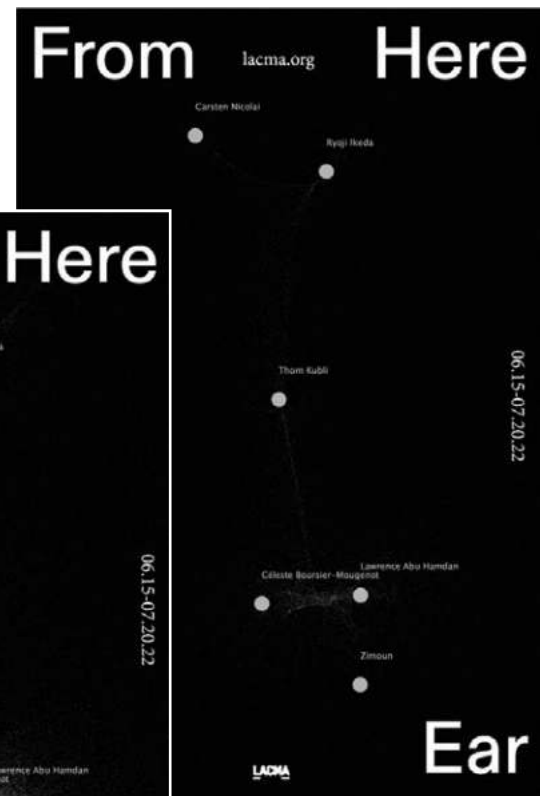 From
lacma.org
Here
Carsten Nicolai
Ryoji Ikeda
Thom Kubli
06.15-07.20.22
Céleste Boursier-Mougenot
Lawrence Abu Hamdan
Zimoun
LACMA
Ear
Here
06.15-07.20.22
Abu Hamdan